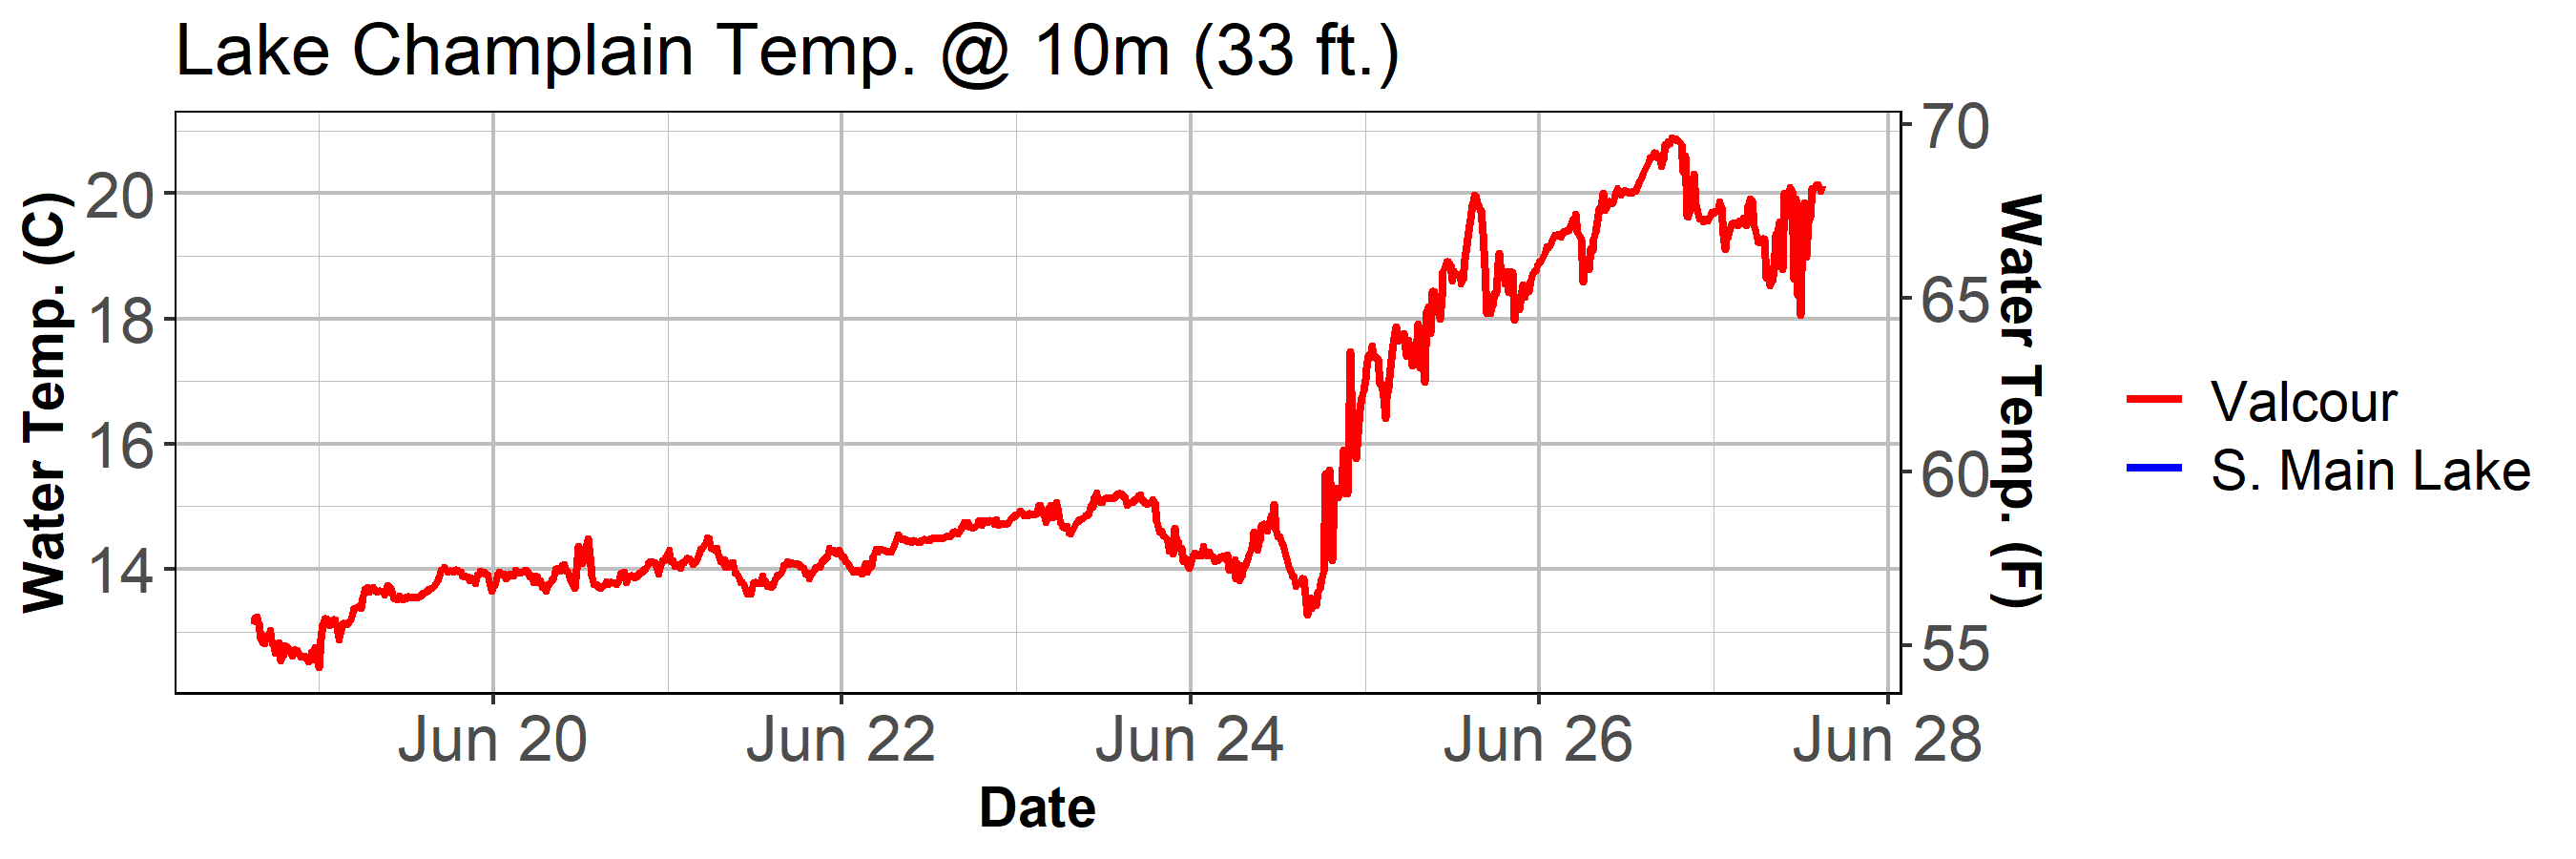 Lake Champlain Temp. @ 10m (33 ft.)
Water Temp. (C)
20
18
16
14
70
65
60
55
Water Temp. (F)
Jun 20
Jun 22
Jun 24
Jun 26
Jun 28
Date
Valcour
S. Main Lake